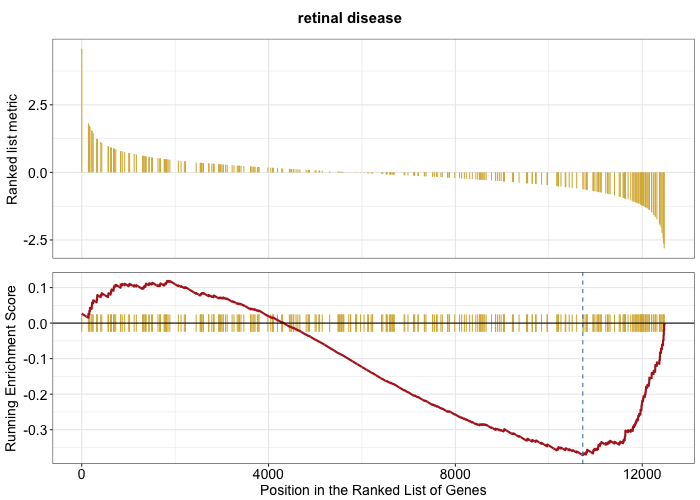 retinal disease
Ranked list metric
2.5
0.0
-2.5
Running Enrichment Score
0.1
0.0
-0.1
-0.2
-0.3
0 4000 8000 12000
Position in the Ranked List of Genes